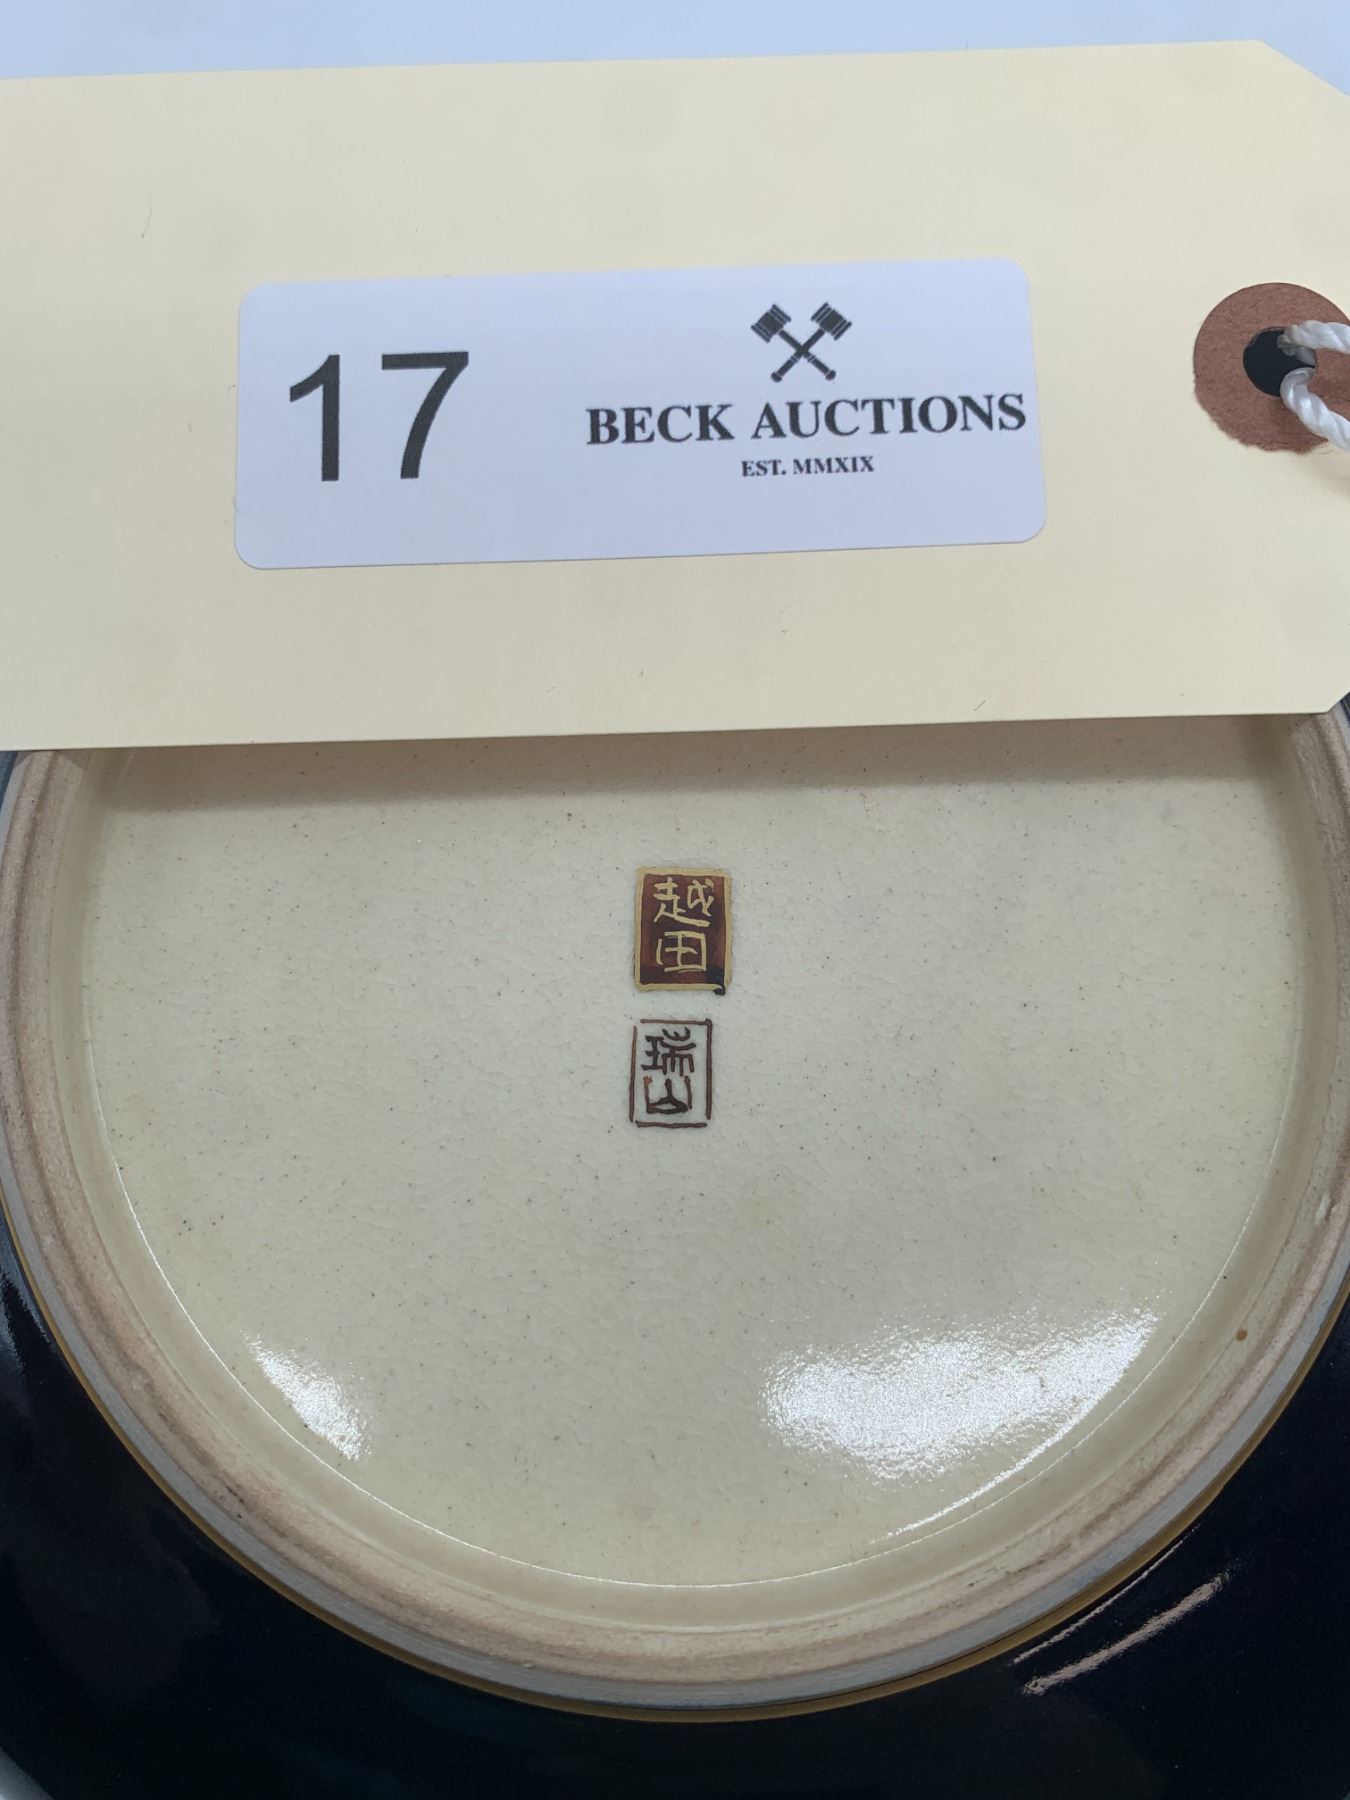 17
BECK AUCTIONS
EST. MMXIX
越
田
瑞
山